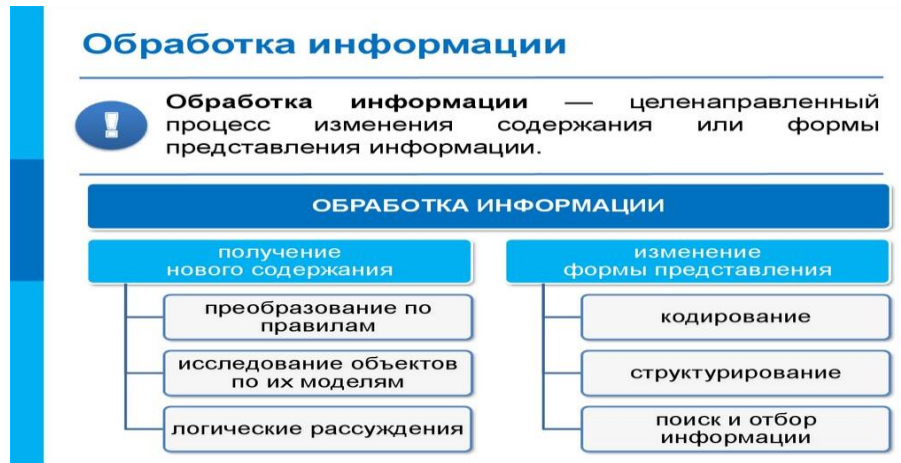 Обработка информации
!
Обработка информации — целенаправленный
процесс изменения содержания или формы
представления информации.
ОБРАБОТКА ИНФОРМАЦИИ
получение
нового содержания
преобразование по
правилам
исследование объектов
по их моделям
логические рассуждения
изменение
формы представления
кодирование
структурирование
поиск и отбор
информации